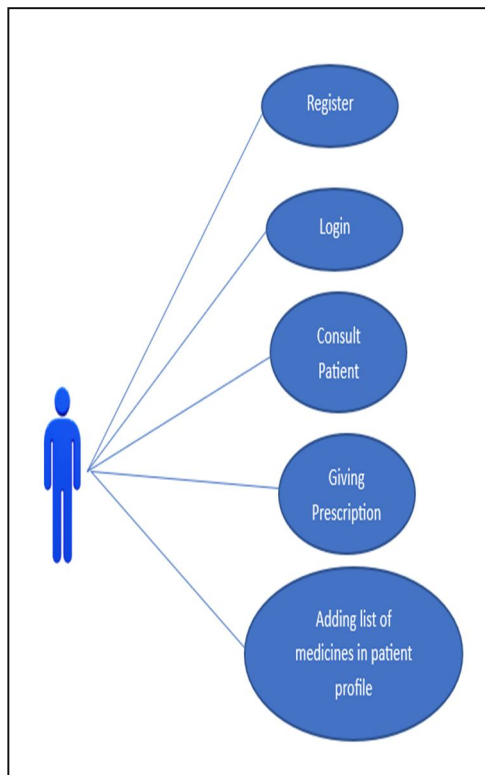 Register
Login
Consult
Patient
Giving
Prescription
Adding list of
medicines in patient
profile